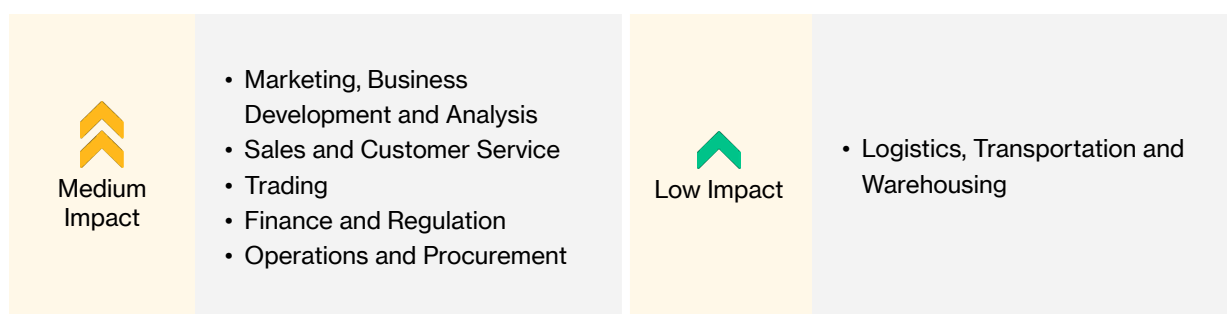 Medium
Impact
• Marketing, Business
Development and Analysis
• Sales and Customer Service
• Trading
• Finance and Regulation
• Operations and Procurement
Low Impact
• Logistics, Transportation and
Warehousing